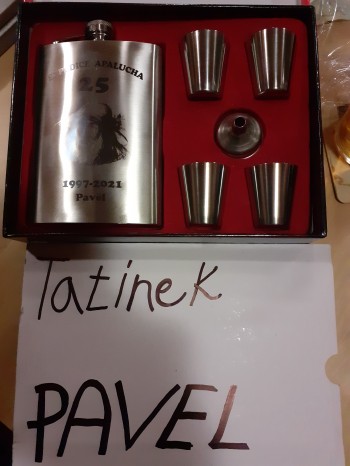 APALUCHA
25
1997-2021
Pavel
Tatinek
PAVEL